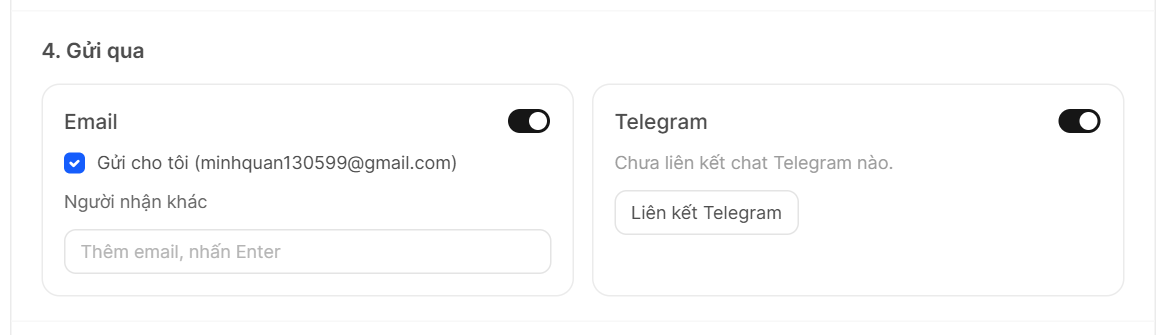 4. Gửi qua
Email
Gửi cho tôi (minhquan130599@gmail.com)
Người nhận khác
Thêm email, nhấn Enter
Telegram
Chưa liên kết chat Telegram nào.
Liên kết Telegram